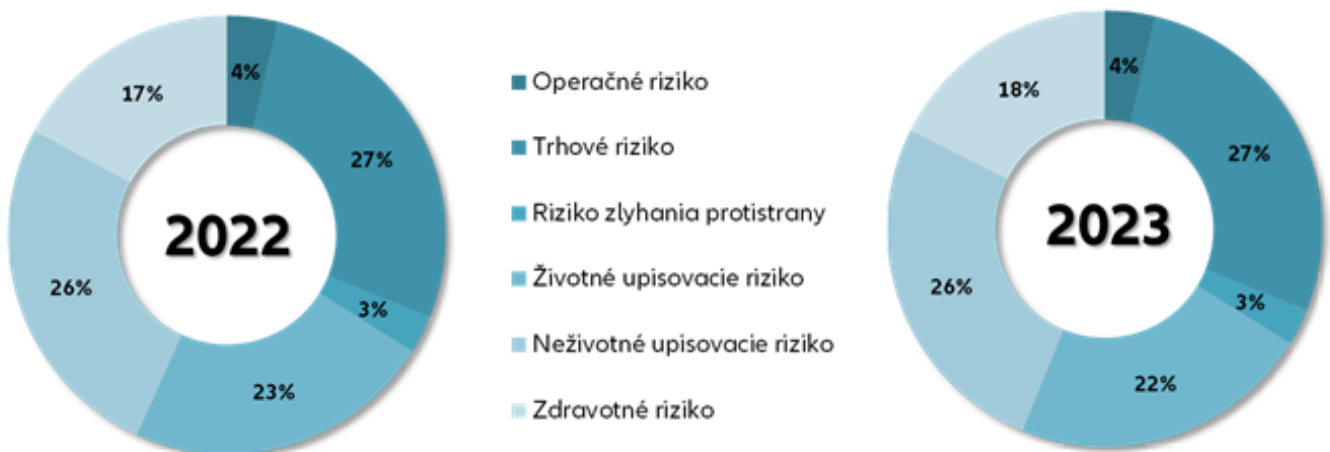 4%
27%
3%
23%
26%
17%
2022
Operačné riziko
Trhové riziko
Riziko zlyhania protistrany
Životné upisovacie riziko
Neživotné upisovacie riziko
Zdravotné riziko
4%
27%
3%
22%
26%
18%
2023